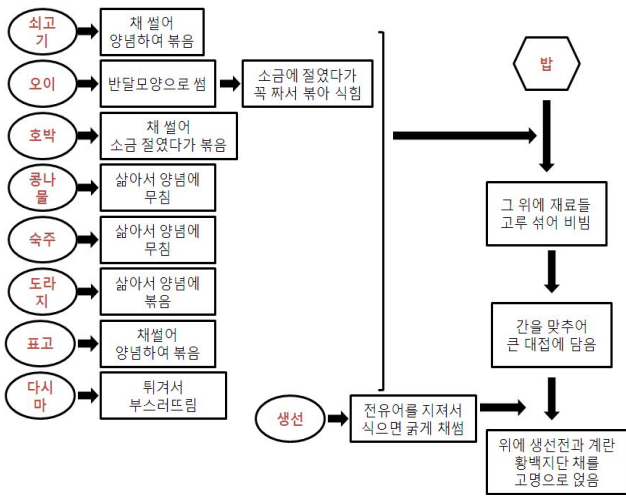 쇠고
기
채 썰어
양념하여 볶음
오이
반달모양으로 썸
소금에 절였다가
꼭 짜서 볶아 식힘
호박
채 썰어
소금 절였다가 볶음
콩나
물
삶아서 양념에
무침
숙주
삶아서 양념에
무침
도라
지
삶아서 양념에
볶음
표고
채썰어
양념하여 볶음
다시
마
튀겨서
부스러뜨림
생선
전유어를 지져서
식으면 굵게 채썸
밥
그 위에 재료들
고루 섞어 비빔
간을 맞추어
큰 대접에 담음
위에 생선전과 계란
황백지단 채를
고명으로 얹음